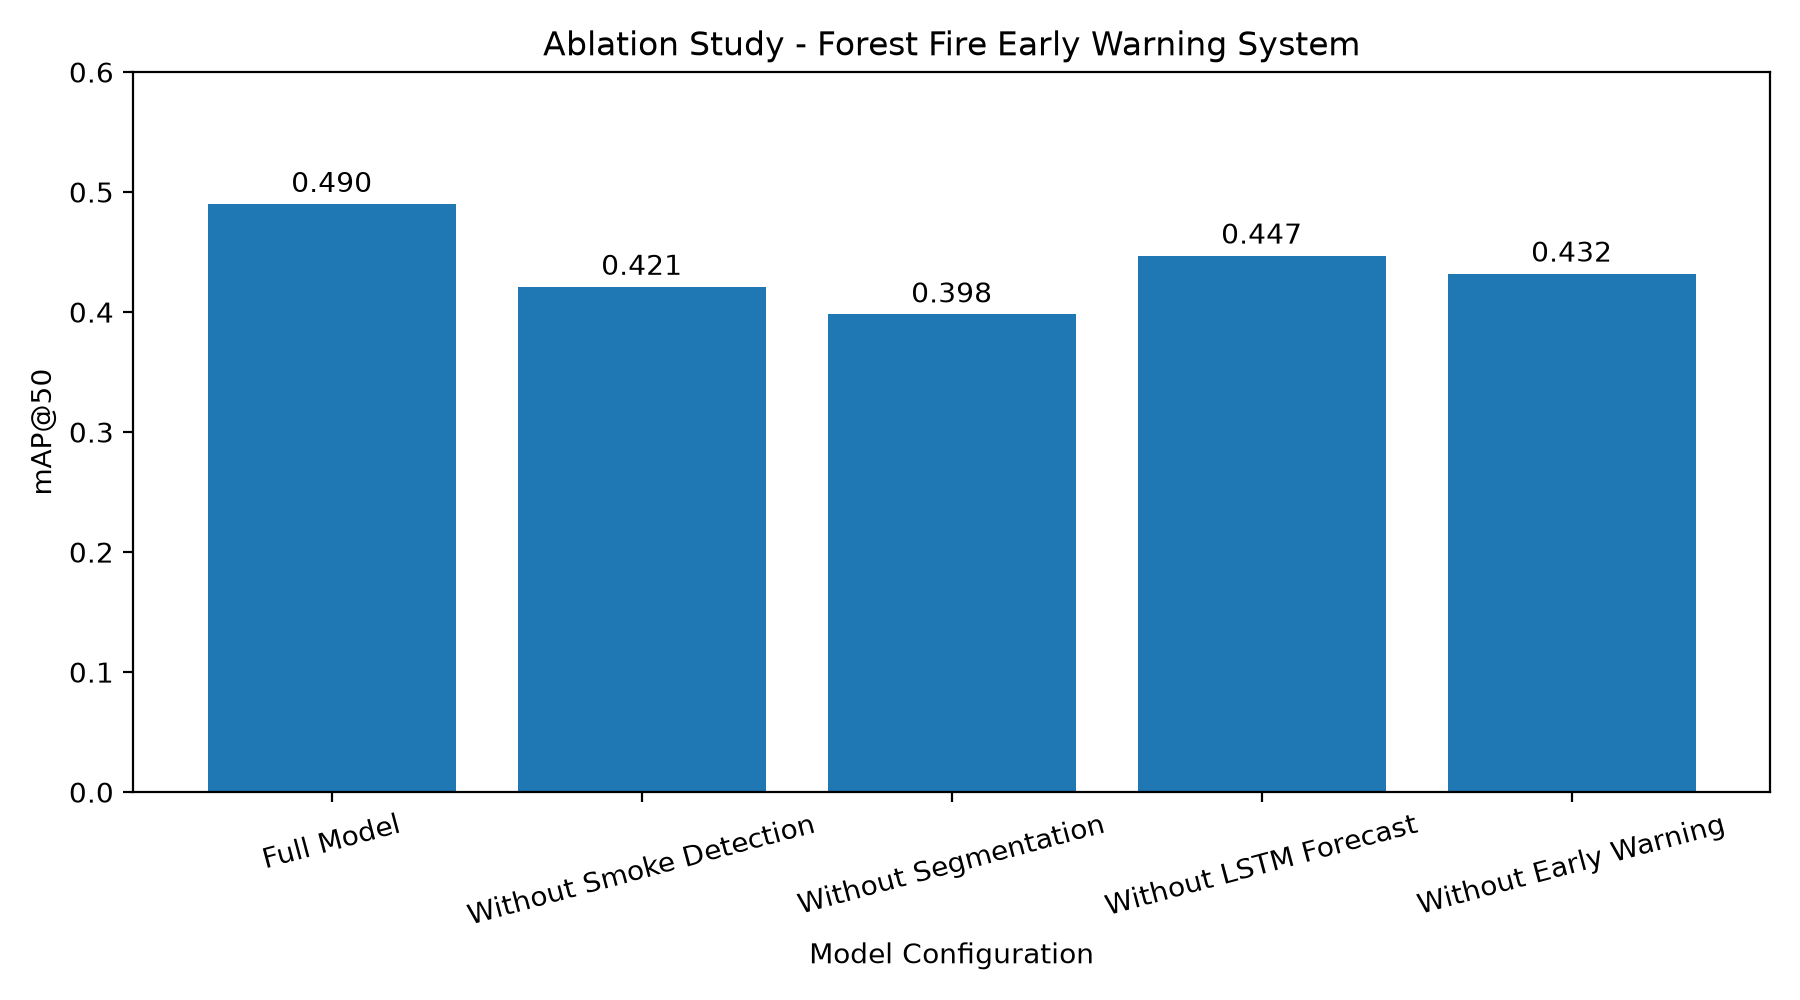 Ablation Study - Forest Fire Early Warning System
0.6
0.5
0.4
0.3
0.2
0.1
0.0
mAP@50
0.490
0.421
0.398
0.447
0.432
Full Model
Without Smoke Detection
Without Segmentation
Without LSTM Forecast
Without Early Warning
Model Configuration